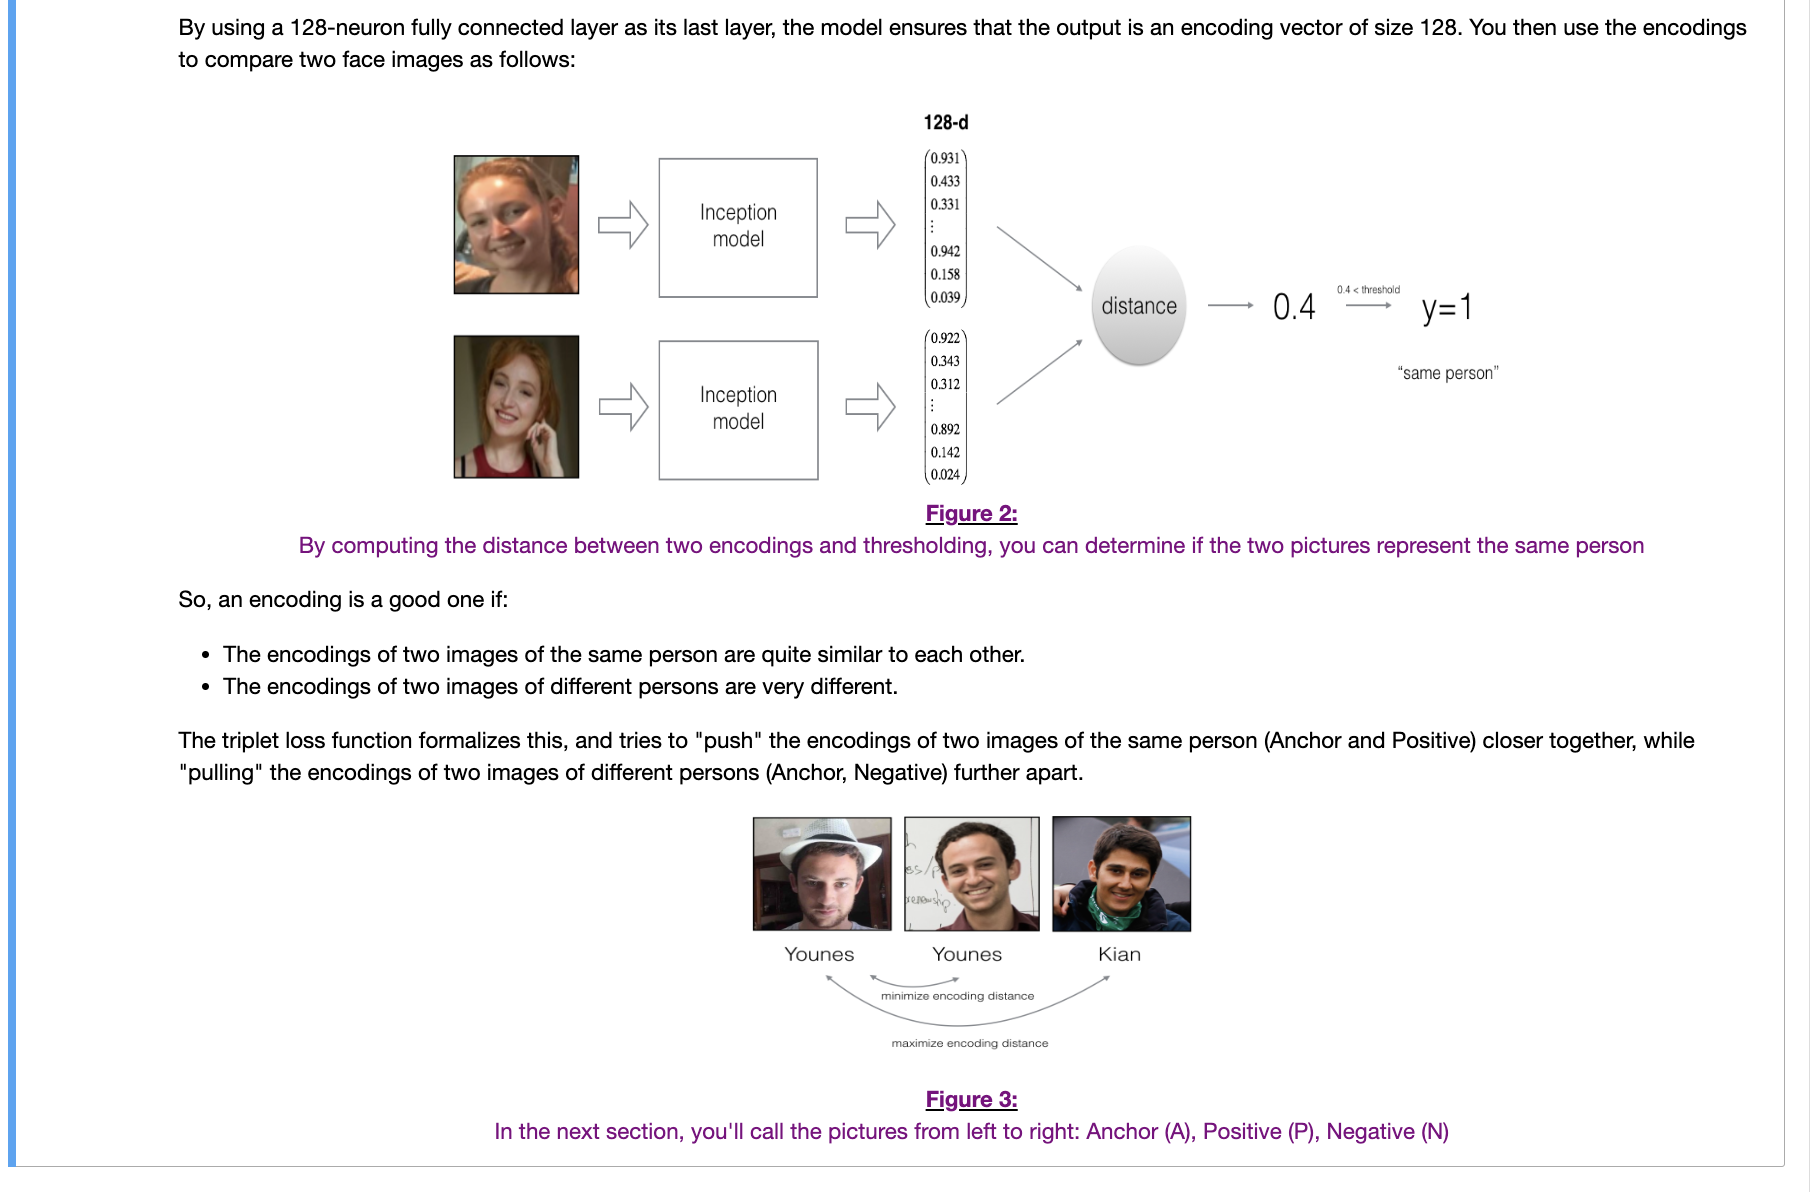 By using a 128-neuron fully connected layer as its last layer, the model ensures that the output is an encoding vector of size 128. You then use the encodings
to compare two face images as follows:
128-d
0.931
0.433
0.331
⋮
0.942
0.158
0.039
Inception
model
0.922
0.343
0.312
⋮
0.892
0.142
0.024
Inception
model
distance
0.4
0.4 < threshold
y=1
“same person”
Figure 2:
By computing the distance between two encodings and thresholding, you can determine if the two pictures represent the same person
So, an encoding is a good one if:
• The encodings of two images of the same person are quite similar to each other.
• The encodings of two images of different persons are very different.
The triplet loss function formalizes this, and tries to "push" the encodings of two images of the same person (Anchor and Positive) closer together, while
"pulling" the encodings of two images of different persons (Anchor, Negative) further apart.
Younes
Younes
Kian
minimize encoding distance
maximize encoding distance
Figure 3:
In the next section, you'll call the pictures from left to right: Anchor (A), Positive (P), Negative (N)